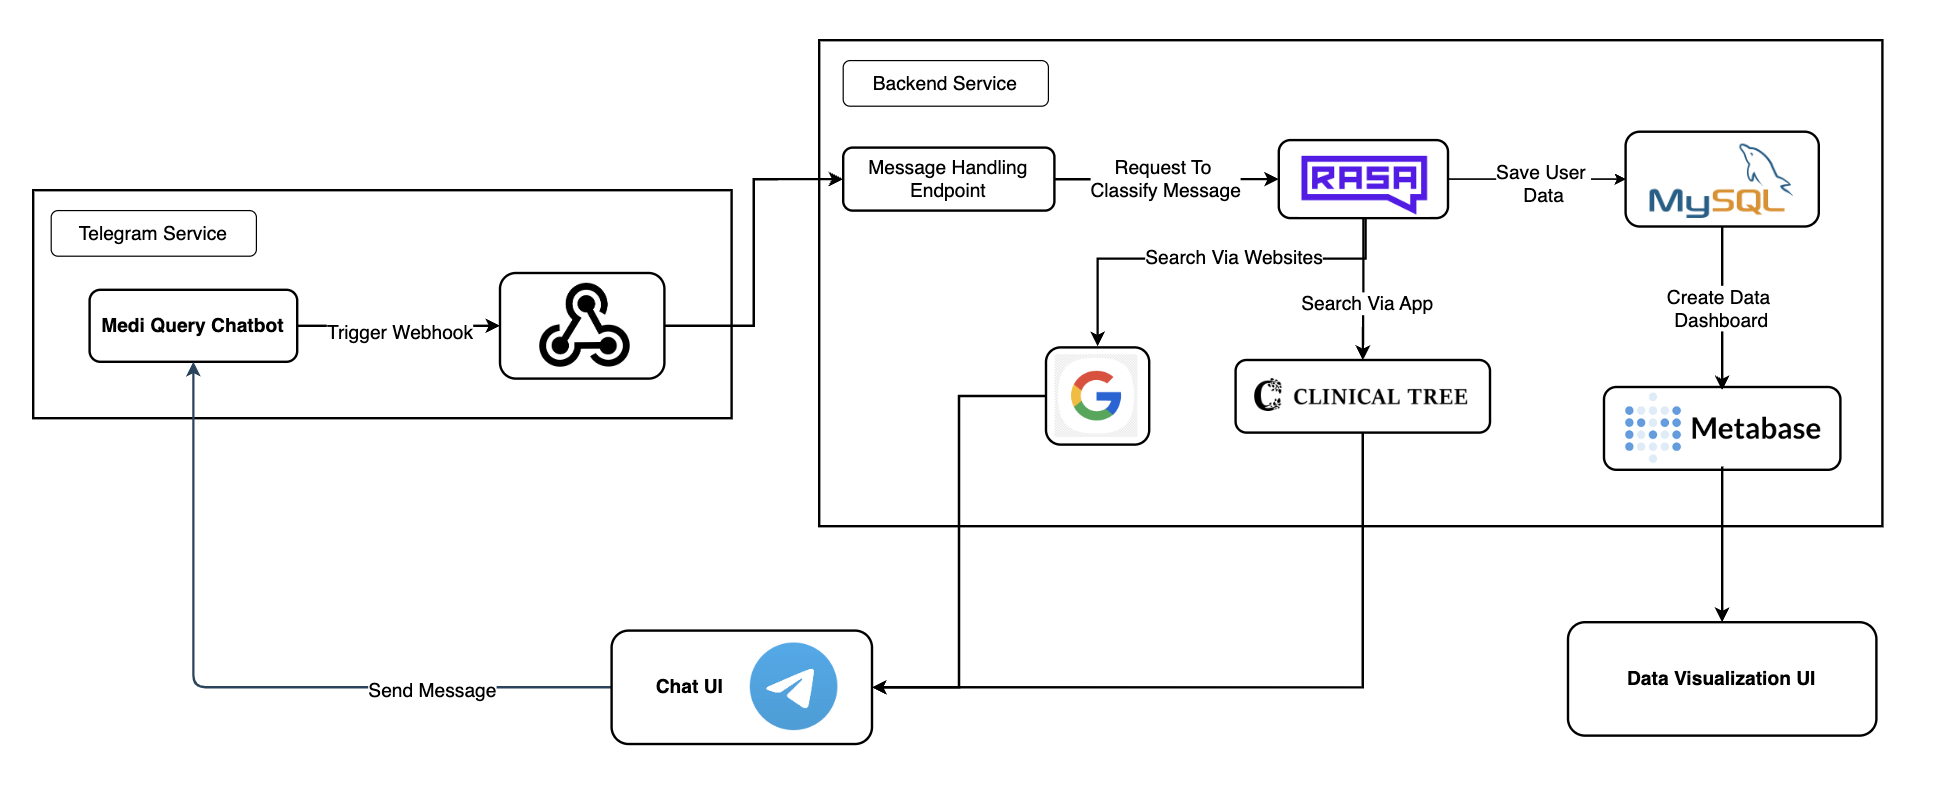 Backend Service
Message Handling
Endpoint
Request To
Classify Message
RASA
Save User
Data
MySQL
Telegram Service
Medi Query Chatbot
Trigger Webhook
Search Via Websites
Search Via App
Create Data
Dashboard
G
CLINICAL TREE
Metabase
Send Message
Chat UI
Data Visualization UI